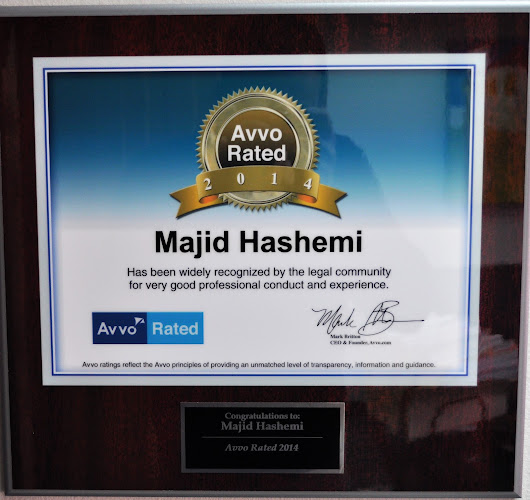 Avvo
Rated
2014
Majid Hashemi
Has been widely recognized by the legal community
for very good professional conduct and experience.
Avvo Rated
Mark Britton
CEO & Founder, Avvo.com
Avvo ratings reflect the Avvo principles of providing an unmatched level of transparency, information and guidance.
Congratulations to:
Majid Hashemi
Avvo Rated 2014